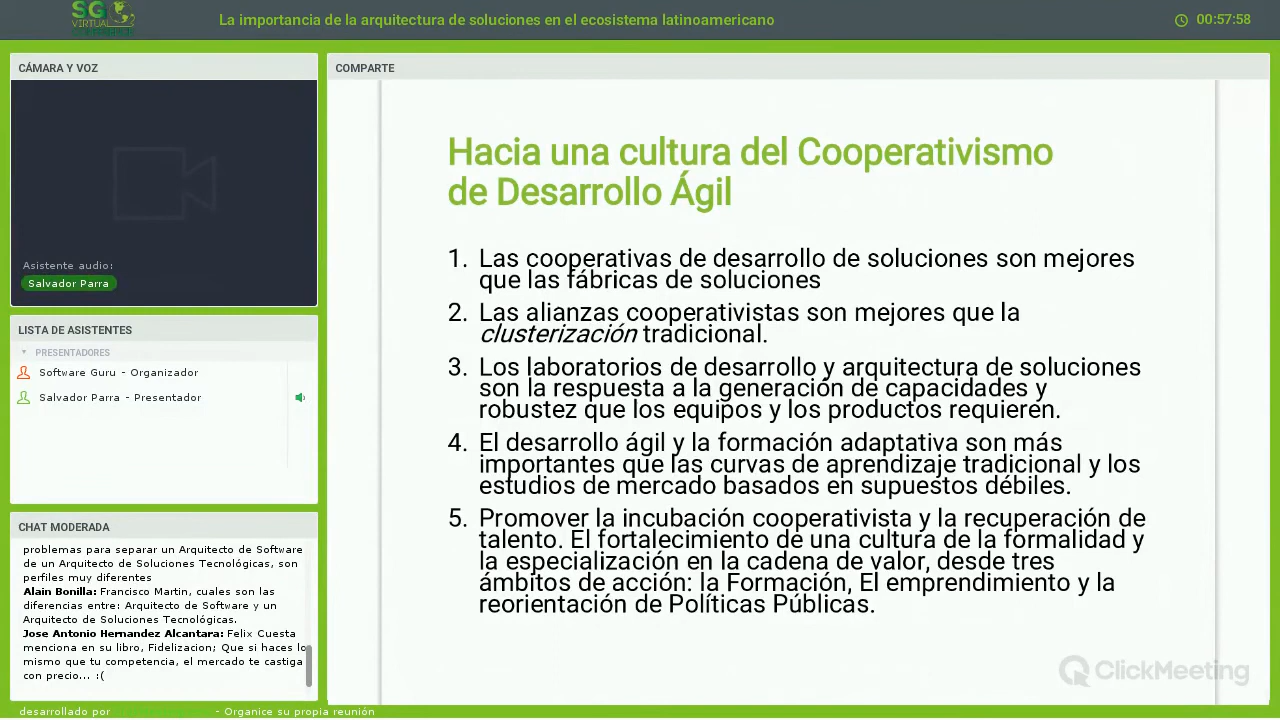 SG
VIRTUAL
CONFERENCE
La importancia de la arquitectura de soluciones en el ecosistema latinoamericano
00:57:58
CÁMARA Y VOZ
Asistente audio:
Salvador Parra
LISTA DE ASISTENTES
PRESENTADORES
Software Guru - Organizador
Salvador Parra - Presentador
CHAT MODERADA
problemas para separar un Arquitecto de Software
de un Arquitecto de Soluciones Tecnológicas, son
perfiles muy diferentes
Alain Bonilla: Francisco Martin, cuales son las
diferencias entre: Arquitecto de Software y un
Arquitecto de Soluciones Tecnológicas.
Jose Antonio Hernandez Alcantara: Felix Cuesta
menciona en su libro, Fidelizacion; Que si haces lo
mismo que tu competencia, el mercado te castiga
con precio... :(
COMPARTE
Hacia una cultura del Cooperativismo
de Desarrollo Ágil
1. Las cooperativas de desarrollo de soluciones son mejores
que las fábricas de soluciones
2. Las alianzas cooperativistas son mejores que la
clusterización tradicional.
3. Los laboratorios de desarrollo y arquitectura de soluciones
son la respuesta a la generación de capacidades y
robustez que los equipos y los productos requieren.
4. El desarrollo ágil y la formación adaptativa son más
importantes que las curvas de aprendizaje tradicional y los
estudios de mercado basados en supuestos débiles.
5. Promover la incubación cooperativista y la recuperación de
talento. El fortalecimiento de una cultura de la formalidad y
la especialización en la cadena de valor, desde tres
ámbitos de acción: la Formación, El emprendimiento y la
reorientación de Políticas Públicas.
ClickMeeting
desarrollado por - Organice su propia reunión